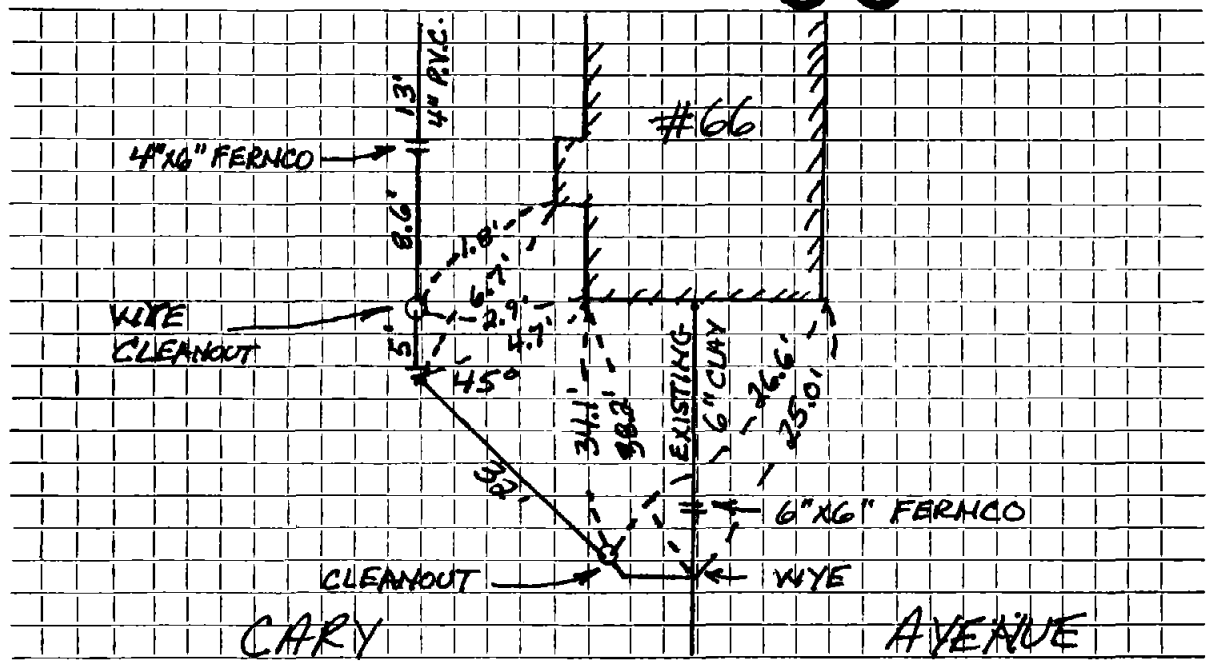 13'
4" P.V.C.
#66
4"x6" FERNCO
8.6'
1.8'
6.7'
2.9'
4.7'
WYE
CLEANOUT
5'
45°
34.1'
38.2'
EXISTING
6" CLAY
26.6'
25.0'
32'
6"x6" FERNCO
CLEANOUT
WYE
CARY AVENUE